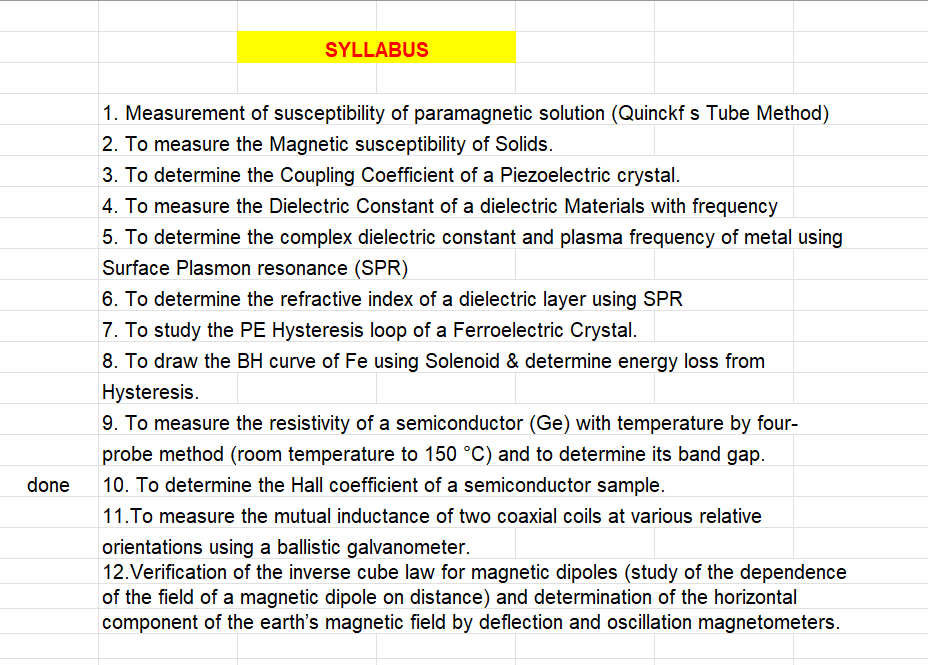 SYLLABUS
1. Measurement of susceptibility of paramagnetic solution (Quinckf s Tube Method)
2. To measure the Magnetic susceptibility of Solids.
3. To determine the Coupling Coefficient of a Piezoelectric crystal.
4. To measure the Dielectric Constant of a dielectric Materials with frequency
5. To determine the complex dielectric constant and plasma frequency of metal using
Surface Plasmon resonance (SPR)
6. To determine the refractive index of a dielectric layer using SPR
7. To study the PE Hysteresis loop of a Ferroelectric Crystal.
8. To draw the BH curve of Fe using Solenoid & determine energy loss from
Hysteresis.
9. To measure the resistivity of a semiconductor (Ge) with temperature by four-
probe method (room temperature to 150 °C) and to determine its band gap.
done 10. To determine the Hall coefficient of a semiconductor sample.
11.To measure the mutual inductance of two coaxial coils at various relative
orientations using a ballistic galvanometer.
12.Verification of the inverse cube law for magnetic dipoles (study of the dependence
of the field of a magnetic dipole on distance) and determination of the horizontal
component of the earth’s magnetic field by deflection and oscillation magnetometers.